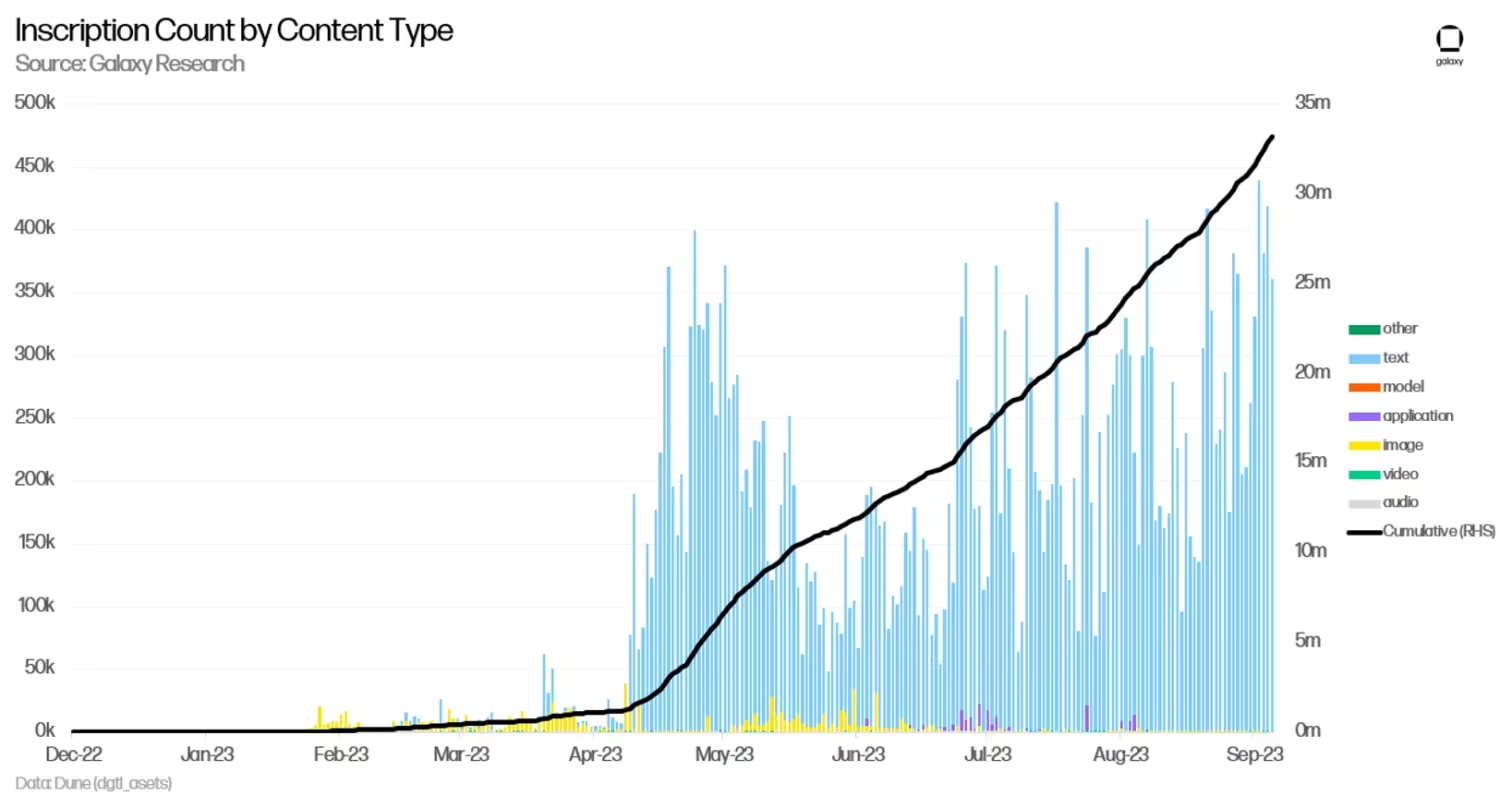 Inscription Count by Content Type
Source: Galaxy Research
galaxy
500k
450k
400k
350k
300k
250k
200k
150k
100k
50k
0k
35m
30m
25m
20m
15m
10m
5m
0m
Dec-22 Jan-23 Feb-23 Mar-23 Apr-23 May-23 Jun-23 Jul-23 Aug-23 Sep-23
other
text
model
application
image
video
audio
Cumulative (RHS)
Data: Dune (dgtl_asets)